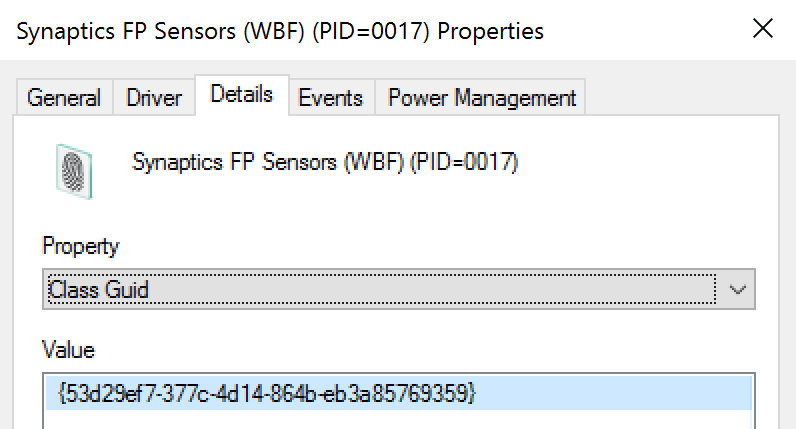 Synaptics FP Sensors (WBF) (PID=0017) Properties
General Driver Details Events Power Management
Synaptics FP Sensors (WBF) (PID=0017)
Property
Class Guid
Value
{53d29ef7-377c-4d14-864b-eb3a85769359}